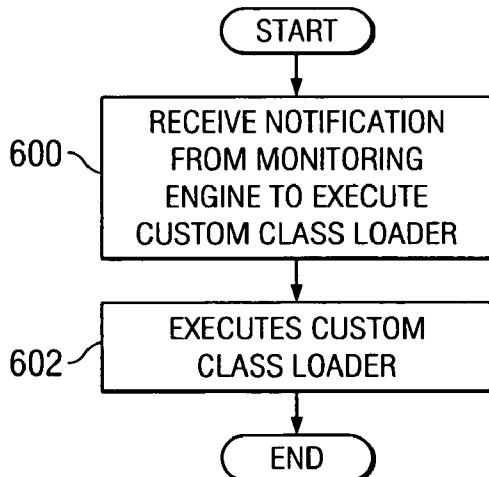 START
600
RECEIVE NOTIFICATION
FROM MONITORING
ENGINE TO EXECUTE
CUSTOM CLASS LOADER
602
EXECUTES CUSTOM
CLASS LOADER
END